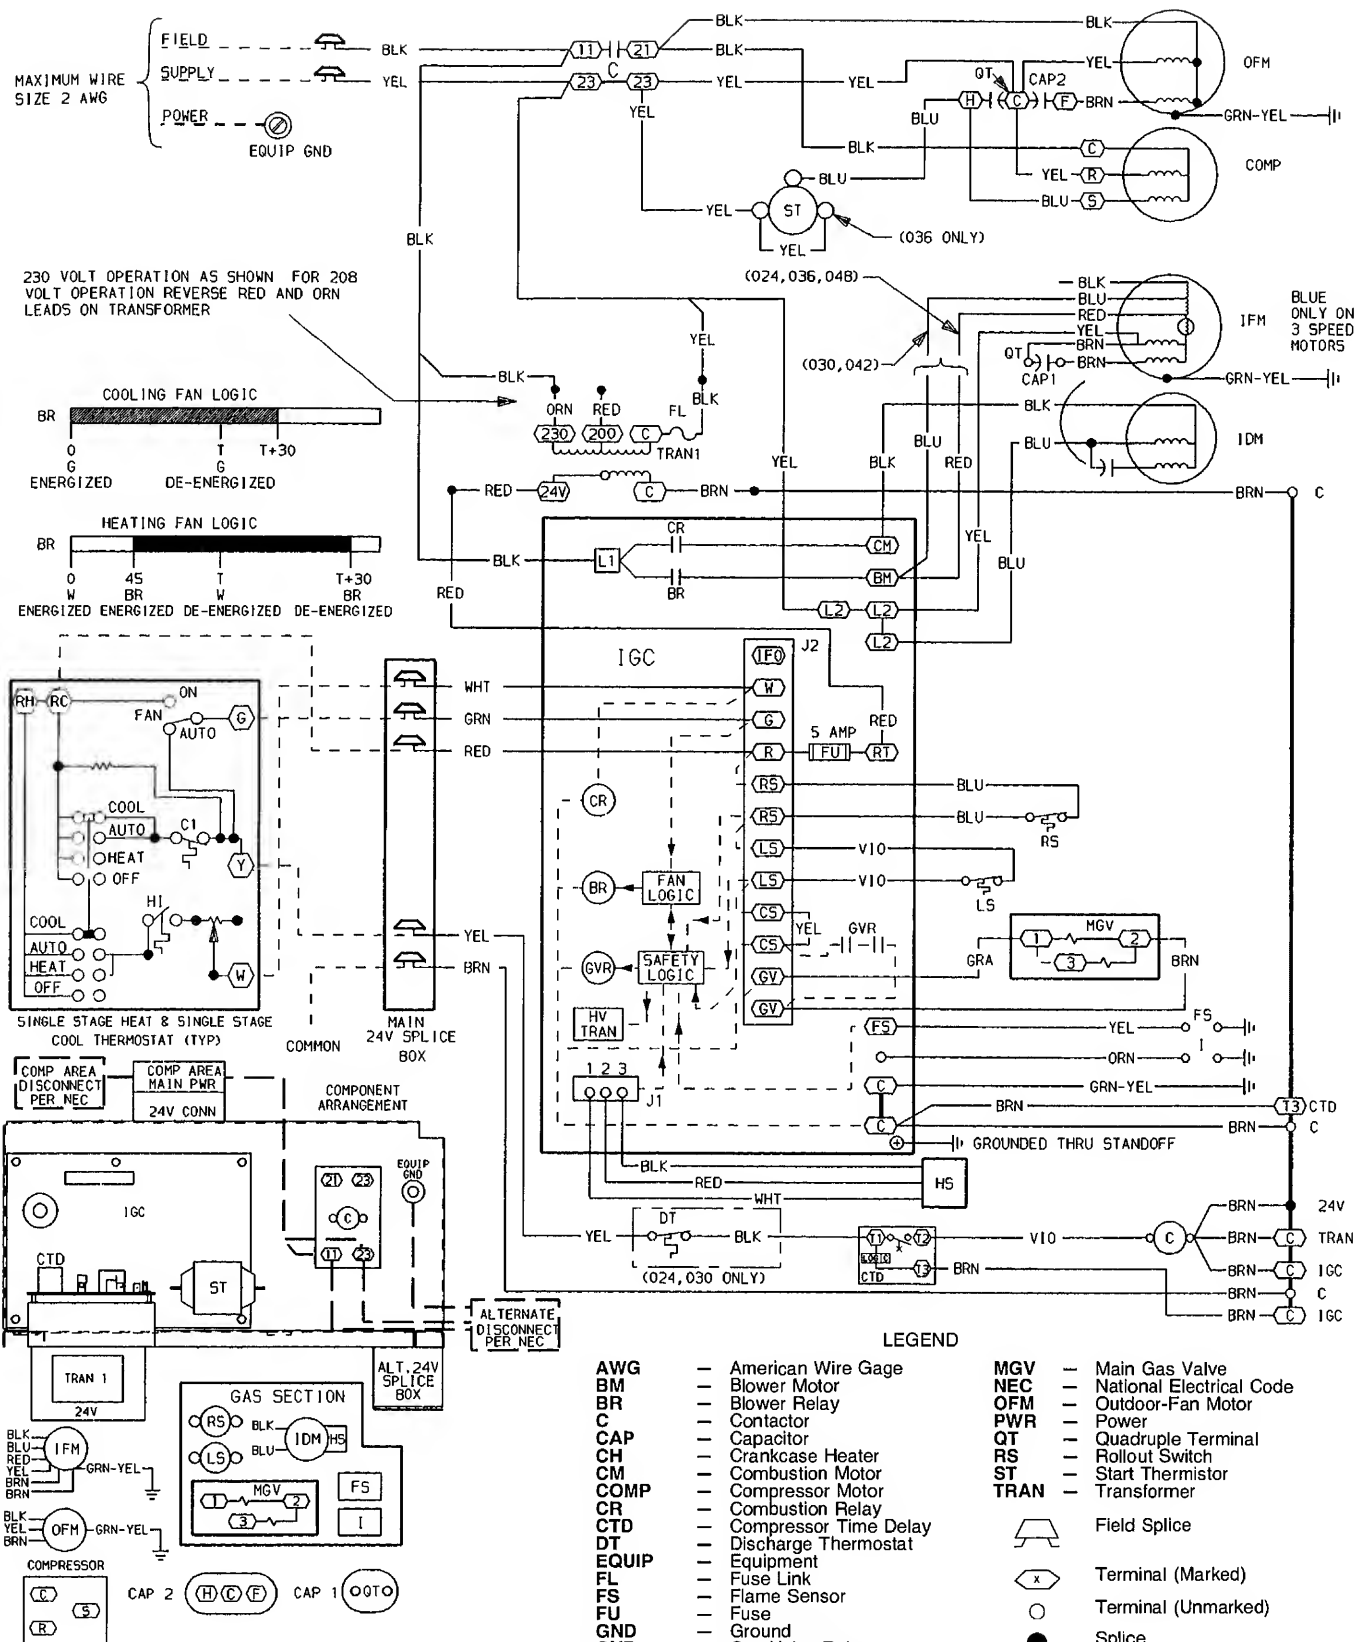 MAXIMUM WIRE
SIZE 2 AWG
FIELD
SUPPLY
POWER
EQUIP GND
BLK
YEL
11
21
C
23
23
BLK
BLK
YEL
YEL
YEL
BLK
YEL
QT
CAP2
H
C
F
BRN
BLU
OFM
GRN-YEL
BLK
C
YEL
R
BLU
S
COMP
BLU
YEL
ST
YEL
(036 ONLY)
BLK
230 VOLT OPERATION AS SHOWN FOR 208
VOLT OPERATION REVERSE RED AND ORN
LEADS ON TRANSFORMER
(024,036,048)
(030,042)
BLK
BLU
RED
YEL
BRN
QT
BRN
CAP1
IFM
BLUE
ONLY ON
3 SPEED
MOTORS
GRN-YEL
BLK
BLU
IDM
YEL
BLK
BLK
ORN
RED
FL
230
200
C
TRAN1
RED
24V
C
BRN
YEL
BLK
BLU
RED
YEL
BLU
BRN
C
COOLING FAN LOGIC
BR
0
T
T+30
G
G
ENERGIZED
DE-ENERGIZED
HEATING FAN LOGIC
BR
0
45
T
T+30
W
BR
W
BR
ENERGIZED ENERGIZED DE-ENERGIZED DE-ENERGIZED
BLK
L1
CR
BR
CM
BM
L2
L2
L2
RED
IGC
J2
IFO
W
G
R
5 AMP
FU
RT
RED
RS
RS
LS
LS
CS
CS
GV
GV
WHT
GRN
RED
RH
RC
ON
FAN
AUTO
G
COOL
AUTO
HEAT
OFF
C1
Y
H1
COOL
AUTO
HEAT
OFF
W
SINGLE STAGE HEAT & SINGLE STAGE
COOL THERMOSTAT (TYP)
COMMON
MAIN
24V SPLICE
BOX
YEL
BRN
CR
BR
FAN
LOGIC
GVR
SAFETY
LOGIC
HV
TRAN
1 2 3
J1
YEL
GVR
BLU
BLU
RS
VIO
VIO
LS
GRA
1
MGV
2
3
BRN
FS
YEL
FS
ORN
I
C
GRN-YEL
C
BRN
T3
CTD
BRN
C
GROUNDED THRU STANDOFF
BLK
RED
WHT
HS
YEL
DT
BLK
(024,030 ONLY)
T1
T2
LOGIC
CTD
T3
VIO
BRN
C
BRN
24V
BRN
C
TRAN
BRN
C
IGC
BRN
C
BRN
C
IGC
COMP AREA
DISCONNECT
PER NEC
COMP AREA
MAIN PWR
24V CONN
COMPONENT
ARRANGEMENT
IGC
CTD
ST
21
23
C
11
23
EQUIP
GND
TRAN 1
24V
ALT.24V
SPLICE
BOX
ALTERNATE
DISCONNECT
PER NEC
GAS SECTION
RS
LS
BLK
BLU
IDM
HS
MGV
1
2
3
FS
I
BLK
BLU
RED
YEL
BRN
BRN
IFM
GRN-YEL
BLK
YEL
BRN
OFM
GRN-YEL
COMPRESSOR
C
S
R
CAP 2
H
C
F
CAP 1
QT
LEGEND
AWG — American Wire Gage
BM — Blower Motor
BR — Blower Relay
C — Contactor
CAP — Capacitor
CH — Crankcase Heater
CM — Combustion Motor
COMP — Compressor Motor
CR — Combustion Relay
CTD — Compressor Time Delay
DT — Discharge Thermostat
EQUIP — Equipment
FL — Fuse Link
FS — Flame Sensor
FU — Fuse
GND — Ground
MGV — Main Gas Valve
NEC — National Electrical Code
OFM — Outdoor-Fan Motor
PWR — Power
QT — Quadruple Terminal
RS — Rollout Switch
ST — Start Thermistor
TRAN — Transformer
Field Splice
x
Terminal (Marked)
Terminal (Unmarked)
Splice